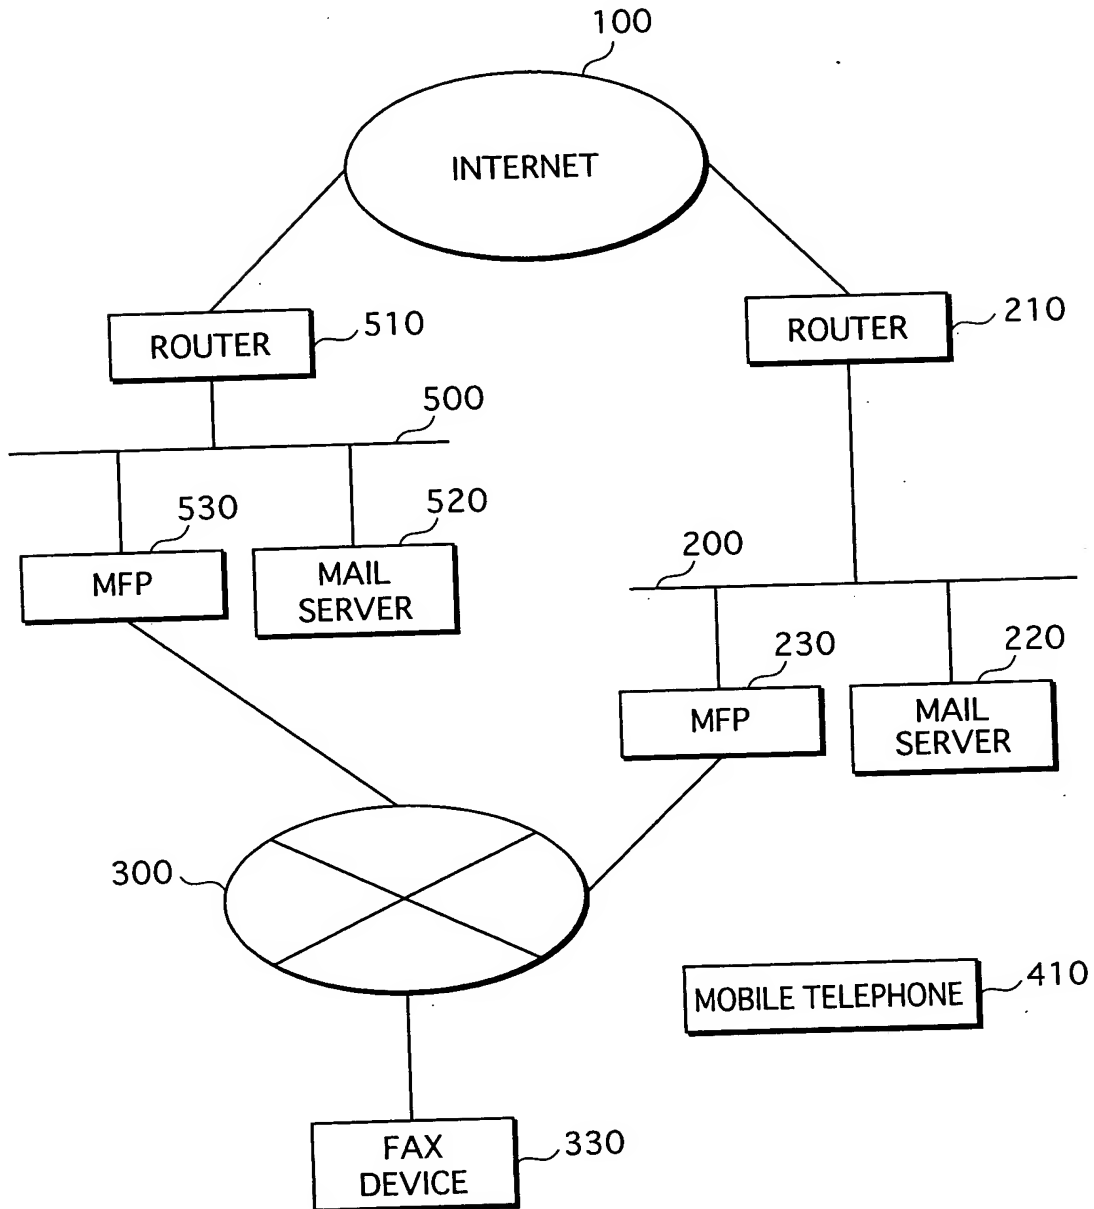 100
INTERNET
ROUTER
510
ROUTER
210
500
530
520
MFP
MAIL
SERVER
200
230
220
MFP
MAIL
SERVER
300
MOBILE TELEPHONE
410
FAX
DEVICE
330